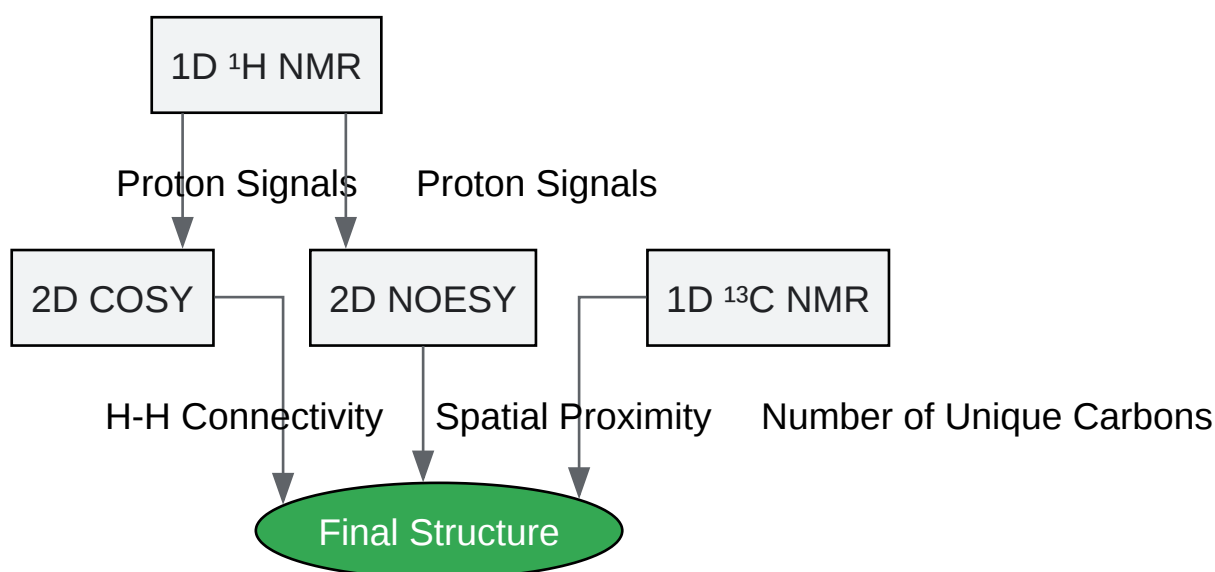 1D ¹H NMR
Proton Signals
Proton Signals
2D COSY
2D NOESY
1D ¹³C NMR
H-H Connectivity
Spatial Proximity
Number of Unique Carbons
Final Structure